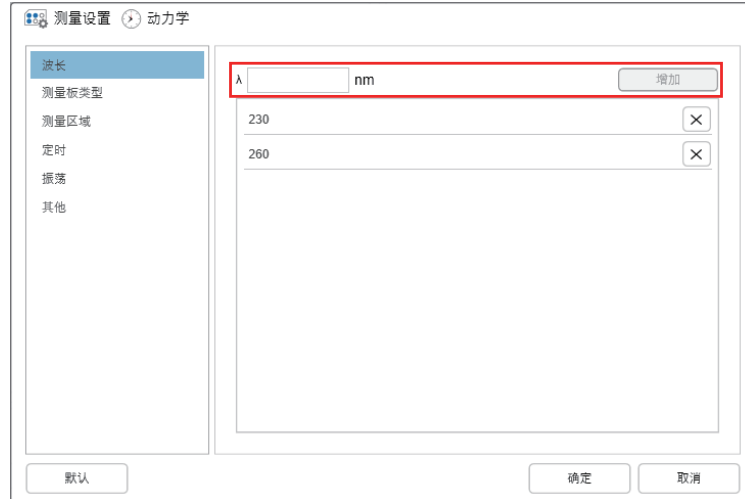 测量设置 动力学
波长
测量板类型
测量区域
定时
振荡
其他
λ nm 增加
230
260
默认 确定 取消